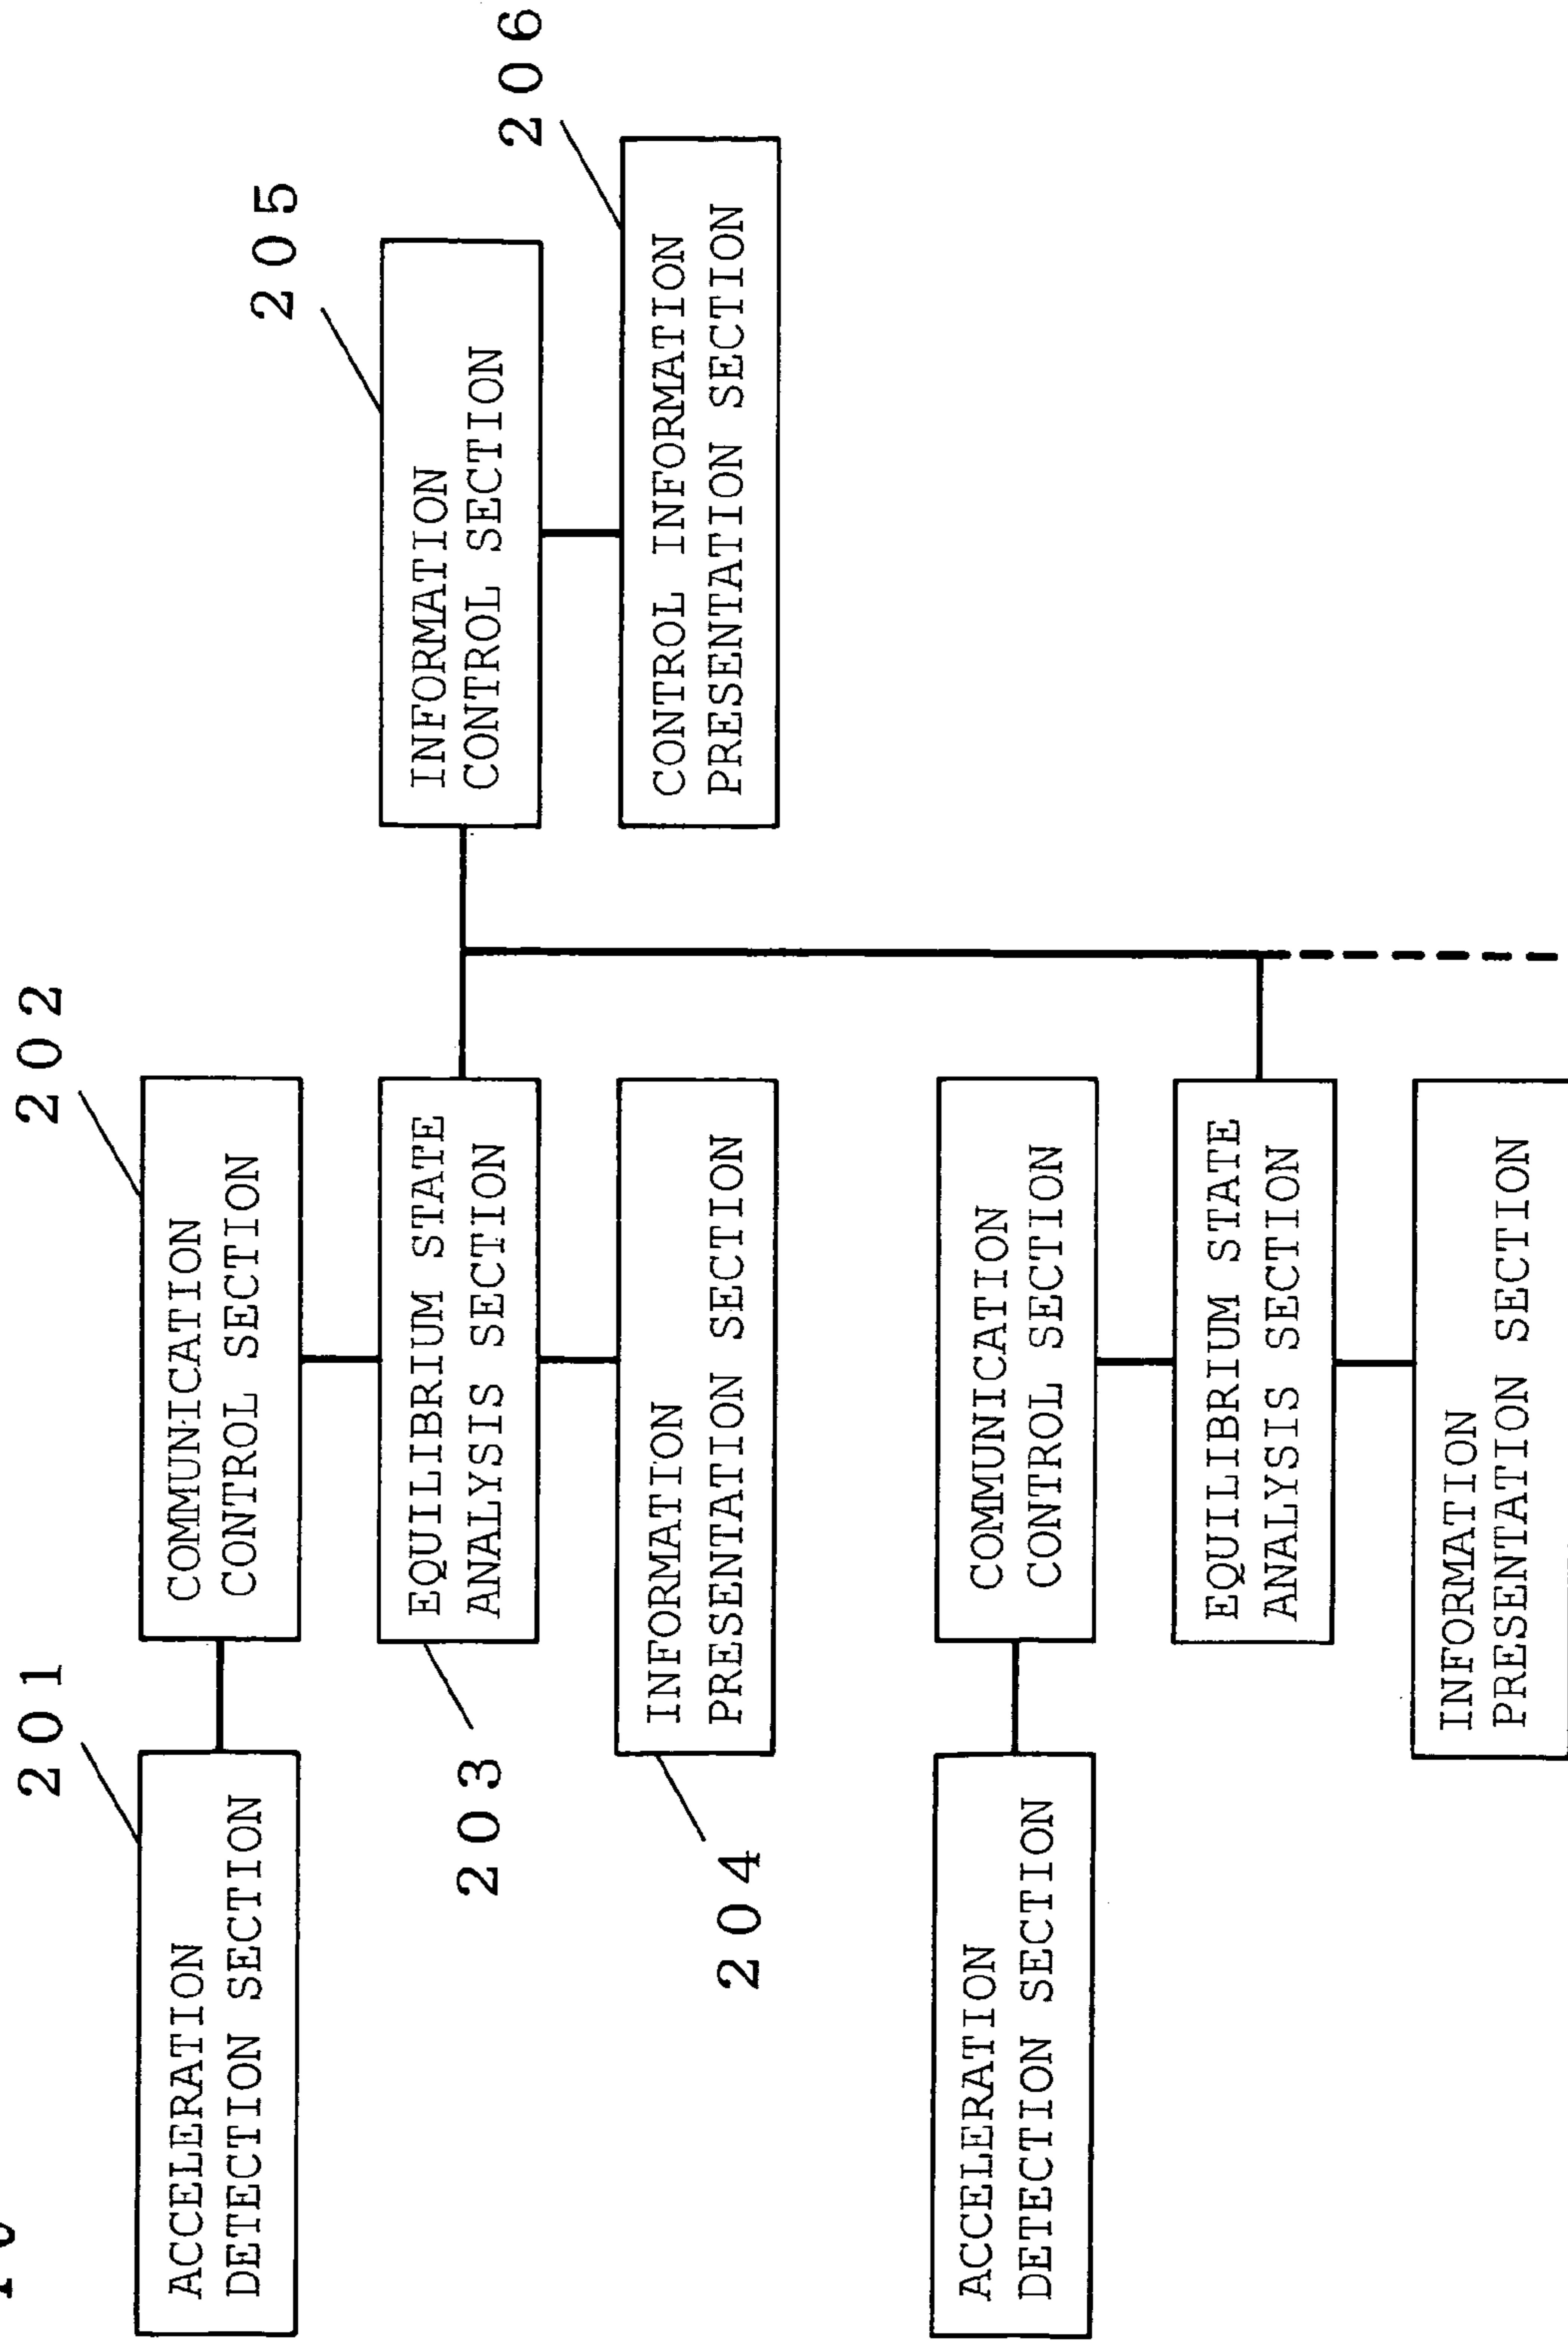 201
ACCELERATION
DETECTION SECTION
202
COMMUNICATION
CONTROL SECTION
203
EQUILIBRIUM STATE
ANALYSIS SECTION
204
INFORMATION
PRESENTATION SECTION
205
INFORMATION
CONTROL SECTION
206
CONTROL INFORMATION
PRESENTATION SECTION
ACCELERATION
DETECTION SECTION
COMMUNICATION
CONTROL SECTION
EQUILIBRIUM STATE
ANALYSIS SECTION
INFORMATION
PRESENTATION SECTION